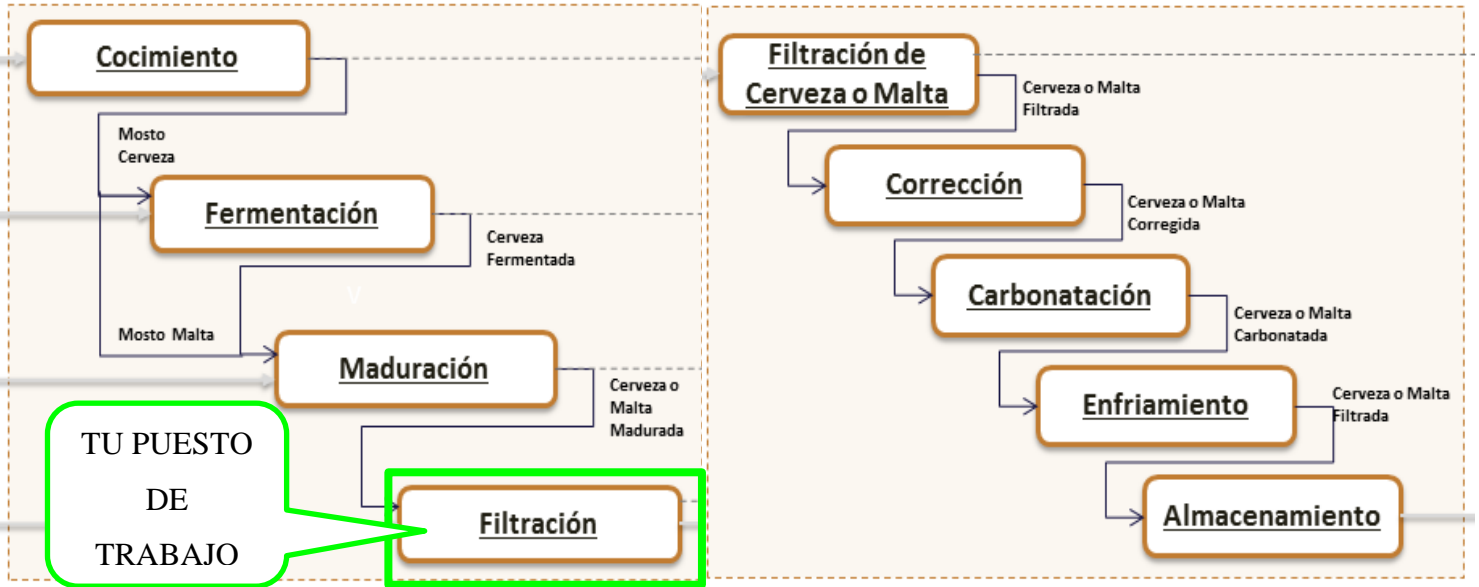 Cocimiento
Mosto
Cerveza
Fermentación
Cerveza
Fermentada
V
Mosto Malta
Maduración
Cerveza o
Malta
Madurada
TU PUESTO
DE
TRABAJO
Filtración
Filtración de
Cerveza o Malta
Cerveza o Malta
Filtrada
Corrección
Cerveza o Malta
Corregida
Carbonatación
Cerveza o Malta
Carbonatada
Enfriamiento
Cerveza o Malta
Filtrada
Almacenamiento